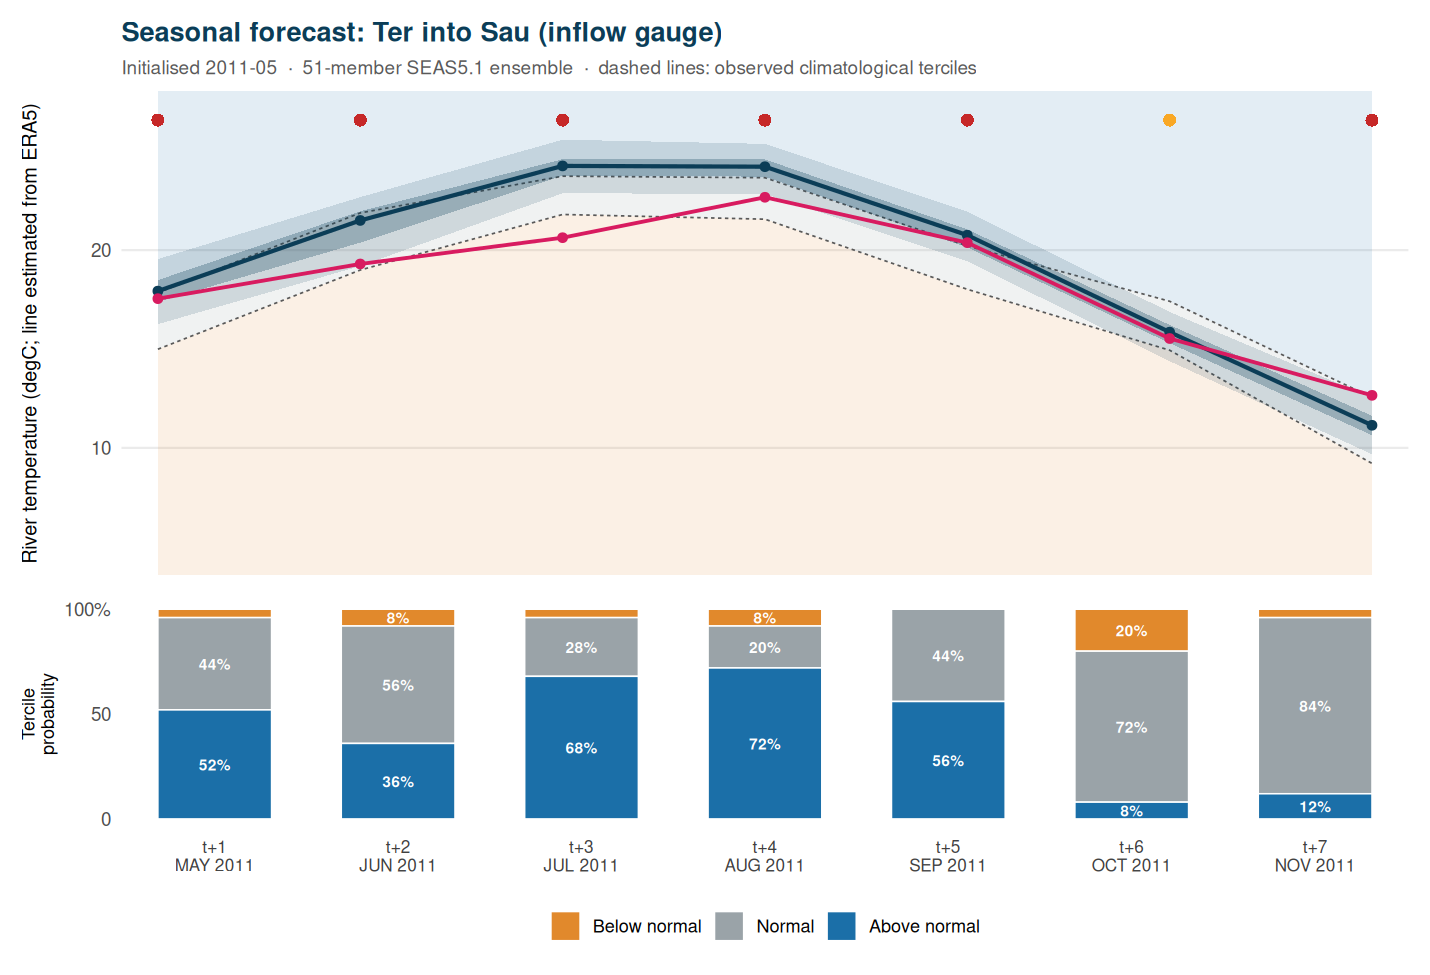 Seasonal forecast: Ter into Sau (inflow gauge)
Initialised 2011-05 · 51-member SEAS5.1 ensemble · dashed lines: observed climatological terciles
River temperature (degC; line estimated from ERA5)
20
10
Tercile
probability
100%
50
0
44%
52%
8%
56%
36%
28%
68%
8%
20%
72%
44%
56%
20%
72%
8%
84%
12%
t+1
MAY 2011
t+2
JUN 2011
t+3
JUL 2011
t+4
AUG 2011
t+5
SEP 2011
t+6
OCT 2011
t+7
NOV 2011
Below normal
Normal
Above normal